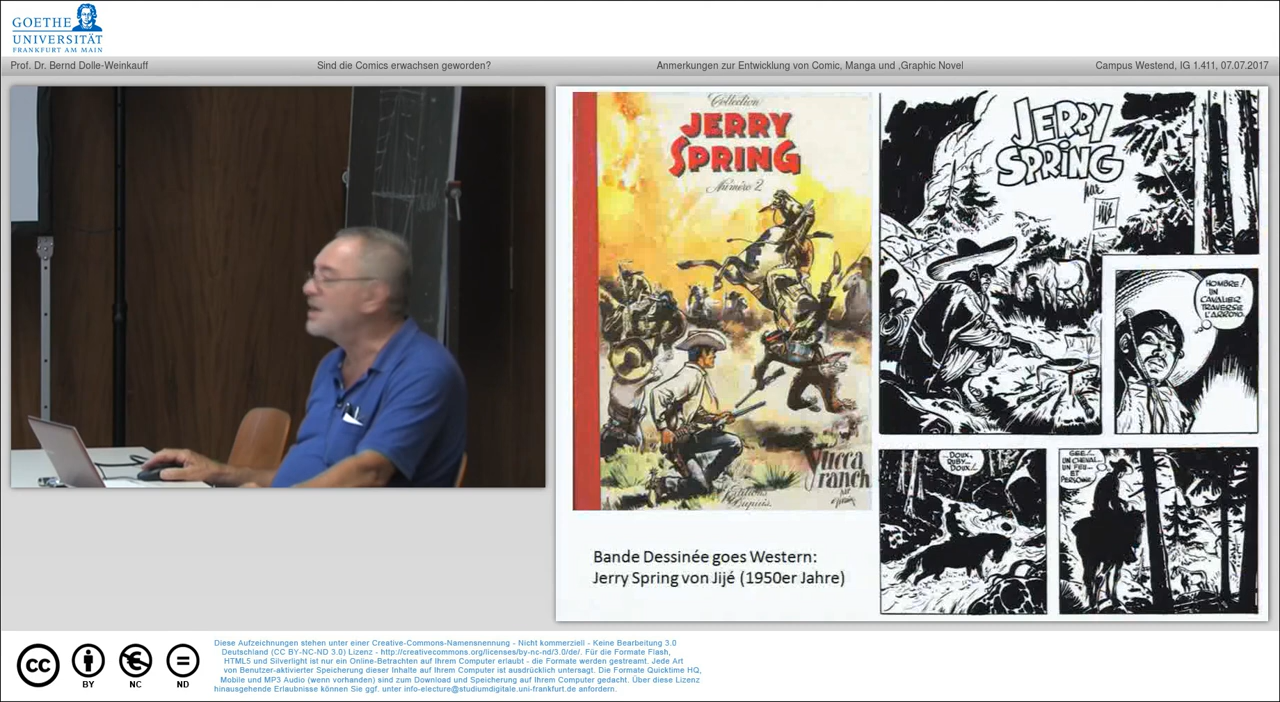 GOETHE
UNIVERSITÄT
FRANKFURT AM MAIN
Prof. Dr. Bernd Dolle-Weinkauff
Sind die Comics erwachsen geworden?
Anmerkungen zur Entwicklung von Comic, Manga und ‚Graphic Novel
Campus Westend, IG 1.411, 07.07.2017
Collection
JERRY
SPRING
Numéro 2
Yucca
ranch
par
Editions
Dupuis.
JERRY
SPRING
par
Jijé
HOMBRE!
UN
CAVALIER
TRAVERSE
L'ARROYO.
...DOUX,
RUBY...
DOUX!..
GEE!..
UN CHEVAL..
UN FEU...
ET
PERSONNE..
Bande Dessinée goes Western:
Jerry Spring von Jijé (1950er Jahre)
cc
BY
NC
ND
Diese Aufzeichnungen stehen unter einer Creative-Commons-Namensnennung - Nicht kommerziell - Keine Bearbeitung 3.0
Deutschland (CC BY-NC-ND 3.0) Lizenz - http://creativecommons.org/licenses/by-nc-nd/3.0/de/. Für die Formate Flash,
HTML5 und Silverlight ist nur ein Online-Betrachten auf Ihrem Computer erlaubt - die Formate werden gestreamt. Jede Art
von Benutzer-aktivierter Speicherung dieser Inhalte auf Ihrem Computer ist ausdrücklich untersagt. Die Formate Quicktime HQ,
Mobile und MP3 Audio (wenn vorhanden) sind zum Download und Speicherung auf Ihrem Computer gedacht. Über diese Lizenz
hinausgehende Erlaubnisse können Sie ggf. unter info-electure@studiumdigitale.uni-frankfurt.de anfordern.